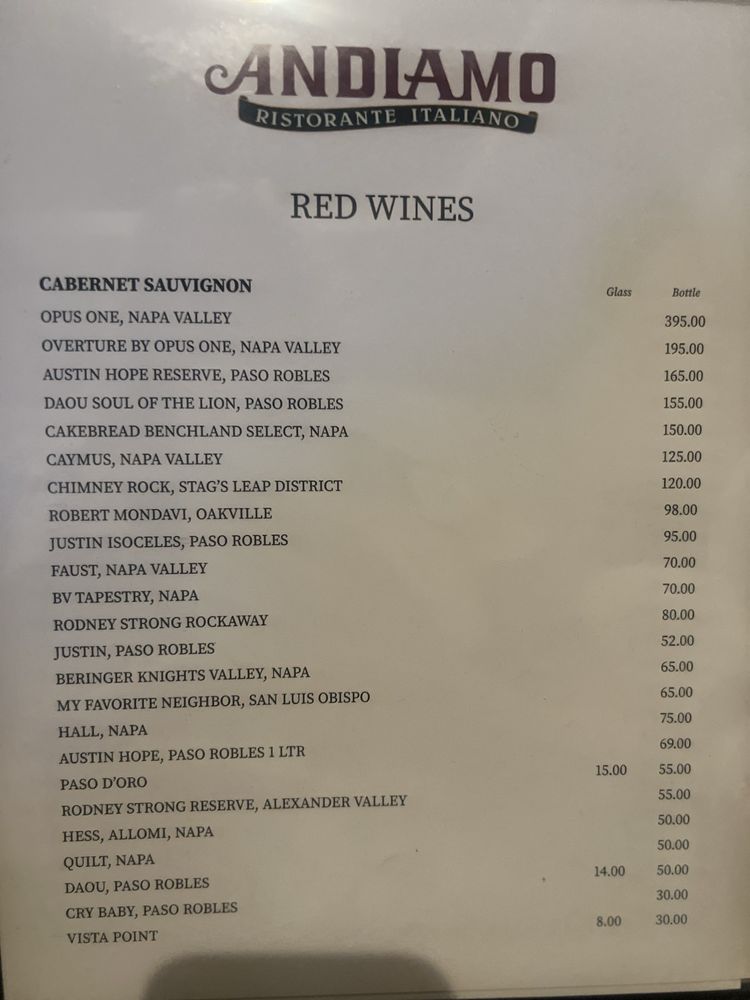 ANDIAMO
RISTORANTE ITALIANO
RED WINES
CABERNET SAUVIGNON Glass Bottle
OPUS ONE, NAPA VALLEY 395.00
OVERTURE BY OPUS ONE, NAPA VALLEY 195.00
AUSTIN HOPE RESERVE, PASO ROBLES 165.00
DAOU SOUL OF THE LION, PASO ROBLES 155.00
CAKEBREAD BENCHLAND SELECT, NAPA 150.00
CAYMUS, NAPA VALLEY 125.00
CHIMNEY ROCK, STAG'S LEAP DISTRICT 120.00
ROBERT MONDAVI, OAKVILLE 98.00
JUSTIN ISOCELES, PASO ROBLES 95.00
FAUST, NAPA VALLEY 70.00
BV TAPESTRY, NAPA 70.00
RODNEY STRONG ROCKAWAY 80.00
JUSTIN, PASO ROBLES 52.00
BERINGER KNIGHTS VALLEY, NAPA 65.00
MY FAVORITE NEIGHBOR, SAN LUIS OBISPO 65.00
HALL, NAPA 75.00
AUSTIN HOPE, PASO ROBLES 1 LTR 69.00
PASO D'ORO 15.00 55.00
RODNEY STRONG RESERVE, ALEXANDER VALLEY 55.00
HESS, ALLOMI, NAPA 50.00
QUILT, NAPA 50.00
DAOU, PASO ROBLES 14.00 50.00
CRY BABY, PASO ROBLES 30.00
VISTA POINT 8.00 30.00